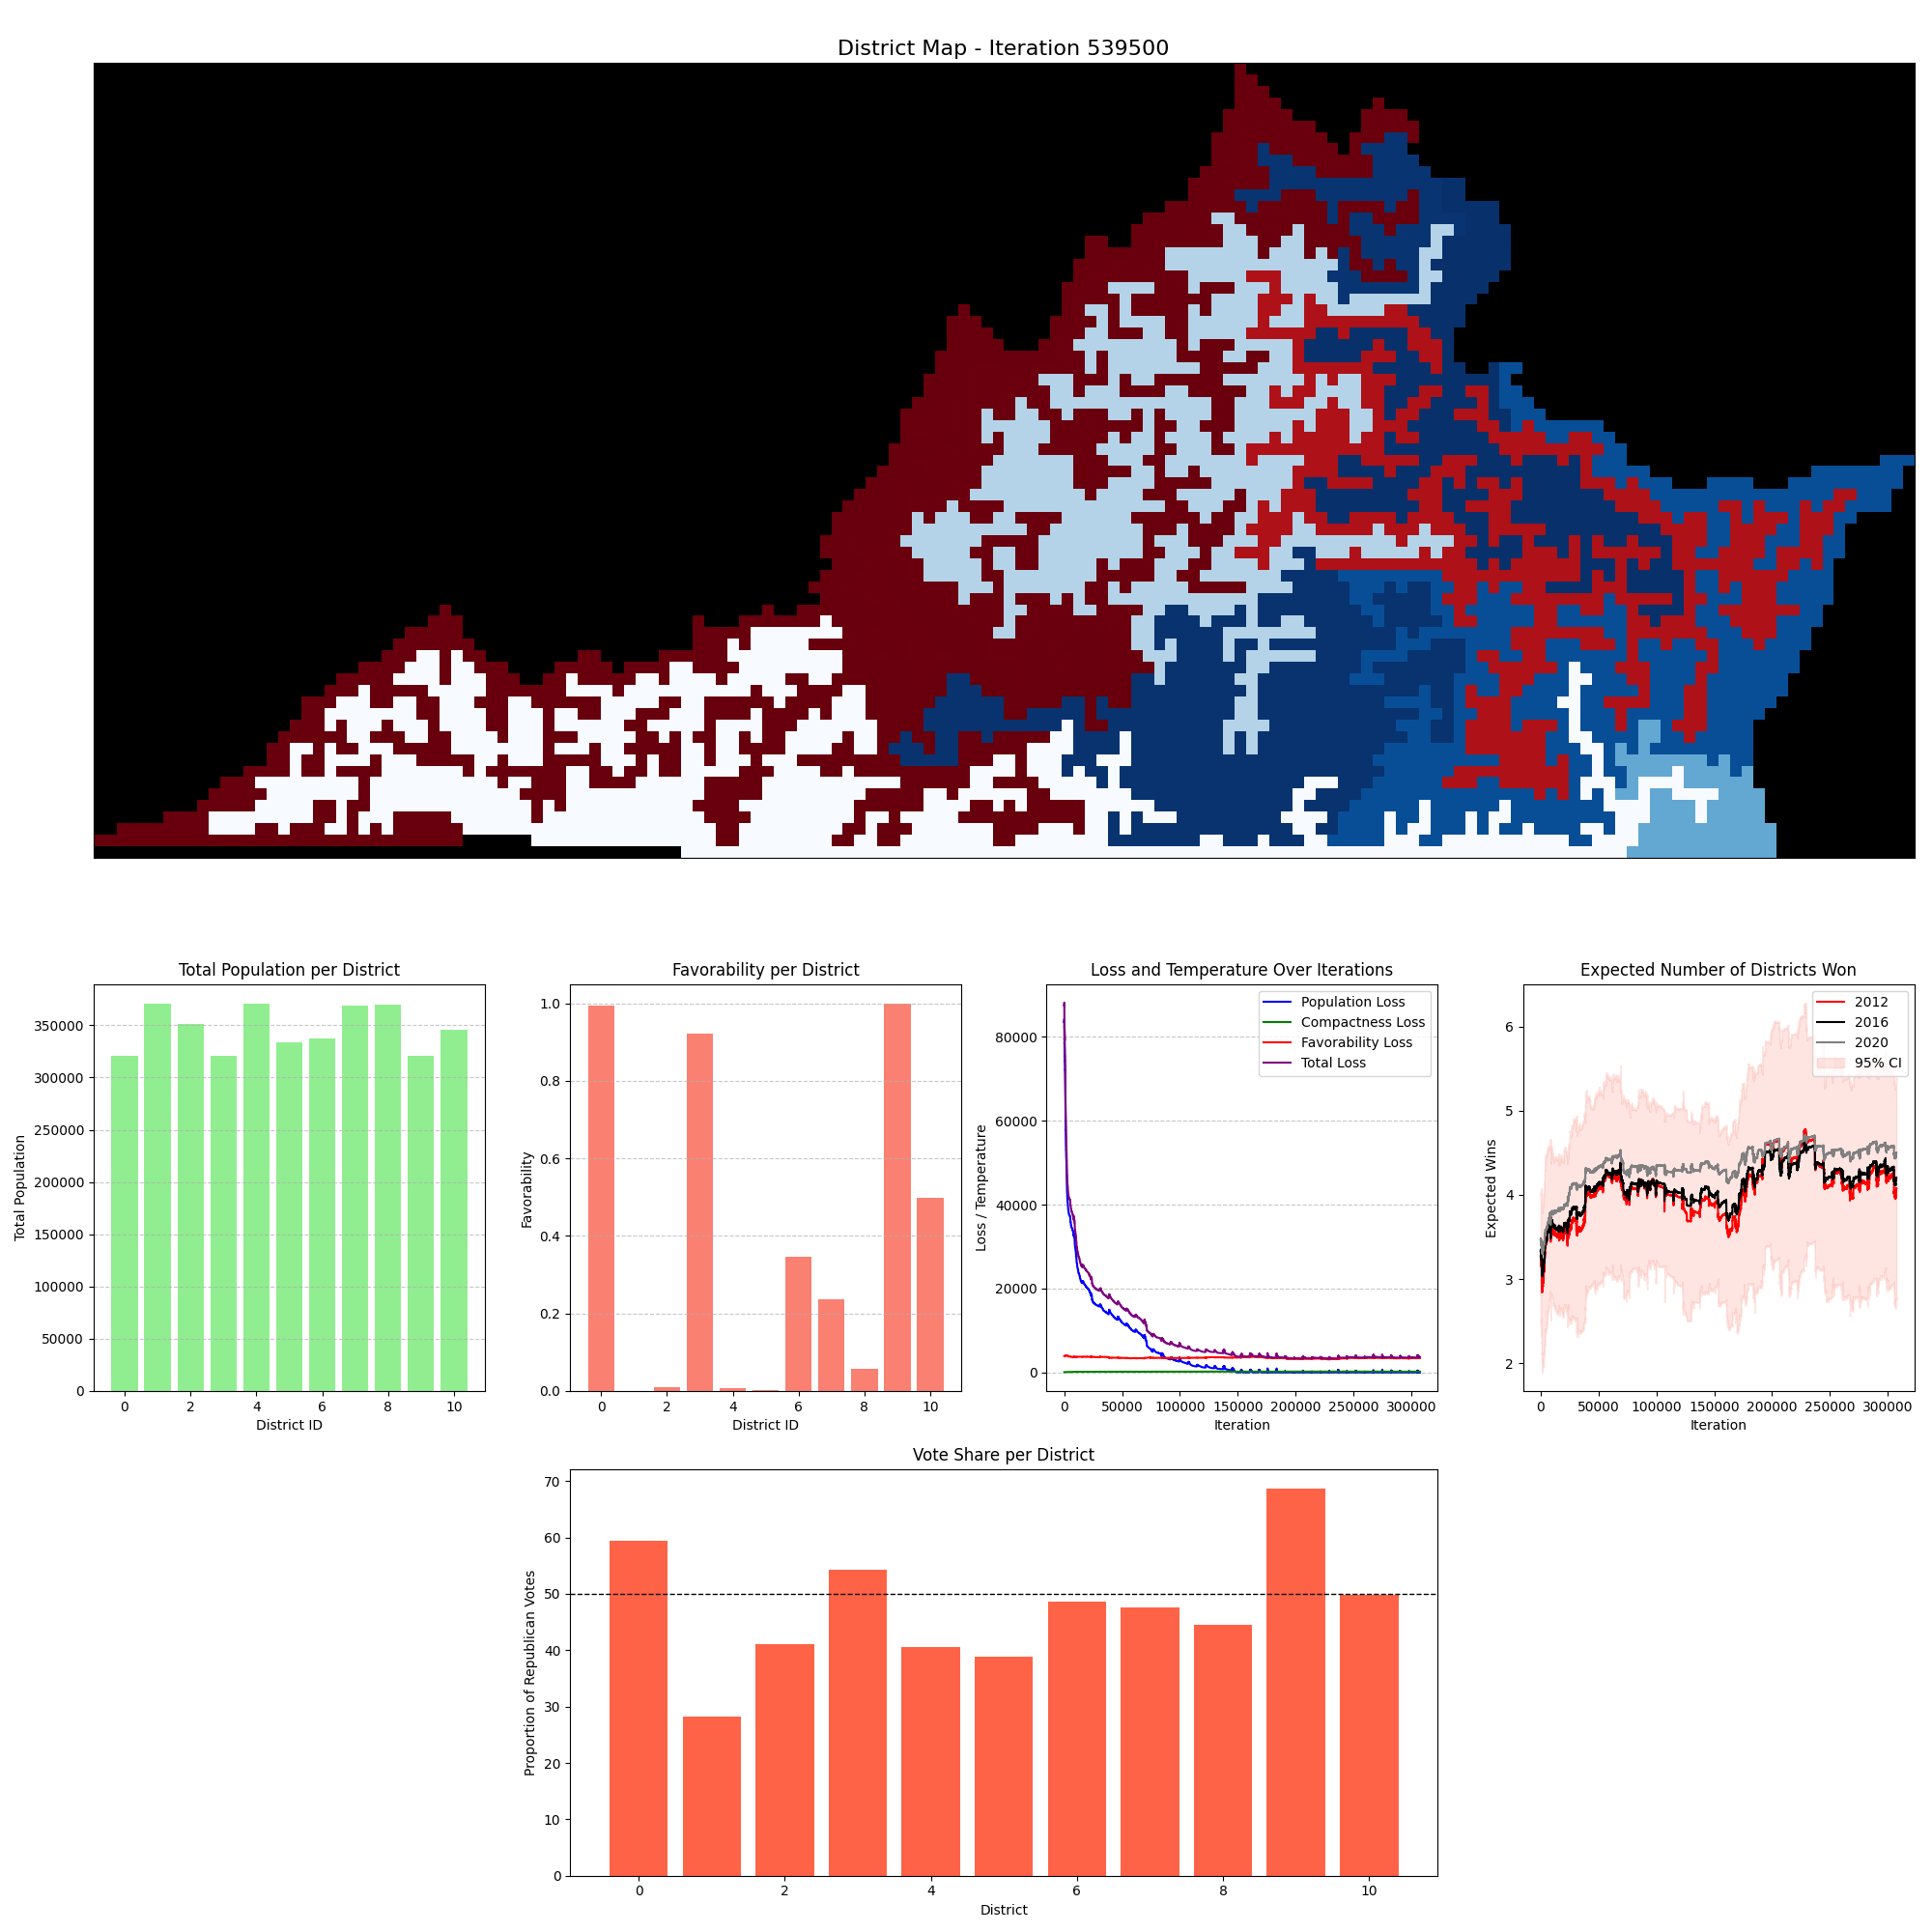 District Map - Iteration 539500
Total Population per District
Total Population
350000
300000
250000
200000
150000
100000
50000
0
0 2 4 6 8 10
District ID
Favorability per District
Favorability
1.0
0.8
0.6
0.4
0.2
0.0
0 2 4 6 8 10
District ID
Loss and Temperature Over Iterations
Loss / Temperature
80000
60000
40000
20000
0
Population Loss
Compactness Loss
Favorability Loss
Total Loss
0 50000 100000 150000 200000 250000 300000
Iteration
Expected Number of Districts Won
Expected Wins
6
5
4
3
2
2012
2016
2020
95% CI
0 50000 100000 150000 200000 250000 300000
Iteration
Vote Share per District
Proportion of Republican Votes
70
60
50
40
30
20
10
0
0 2 4 6 8 10
District